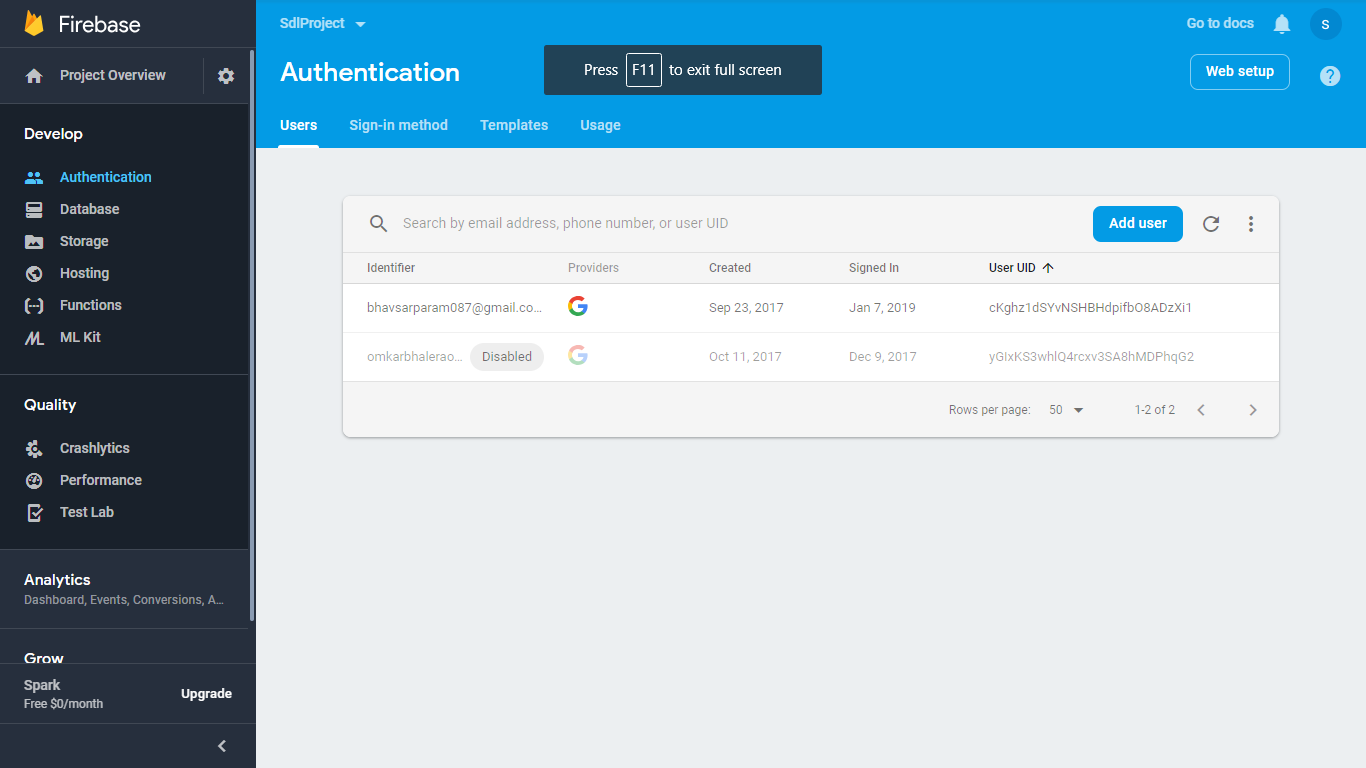 Firebase
Project Overview
Develop
Authentication
Database
Storage
Hosting
Functions
ML Kit
Quality
Crashlytics
Performance
Test Lab
Analytics
Dashboard, Events, Conversions, A...
Grow
Spark
Free $0/month
Upgrade
SdlProject
Go to docs
S
Authentication
Press F11 to exit full screen
Web setup
Users Sign-in method Templates Usage
Search by email address, phone number, or user UID
Add user
Identifier Providers Created Signed In User UID
bhavsarparam087@gmail.co... Sep 23, 2017 Jan 7, 2019 cKghz1dSYvNSHBHdpifbO8ADzXi1
omkarbhalerao... Disabled Oct 11, 2017 Dec 9, 2017 yGIxKS3whlQ4rcxv3SA8hMDPhqG2
Rows per page: 50 1-2 of 2